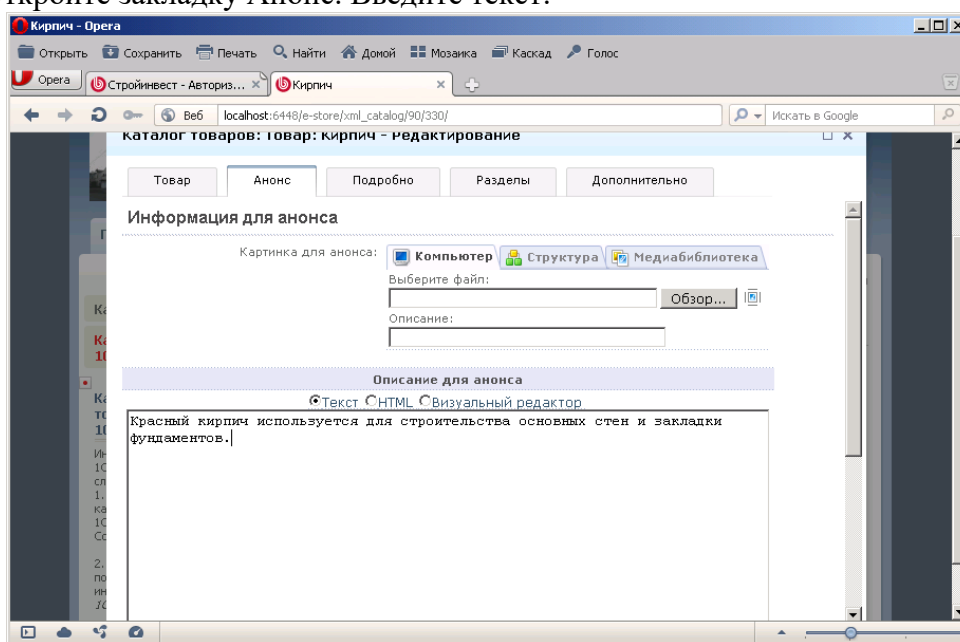 ткройте закладку Анонс. Введите текст.
Кирпич - Opera
Открыть Сохранить Печать Найти Домой Мозаика Каскад Голос
Opera Стройинвест - Авториз... Кирпич
Веб localhost:6448/e-store/xml_catalog/90/330/ Искать в Google
Каталог товаров: Товар: Кирпич - Редактирование
Товар Анонс Подробно Разделы Дополнительно
Информация для анонса
Картинка для анонса: Компьютер Структура Медиабиблиотека
Выберите файл:
Обзор...
Описание:
Описание для анонса
Текст HTML Визуальный редактор
Красный кирпич используется для строительства основных стен и закладки
фундаментов.
1.
2.